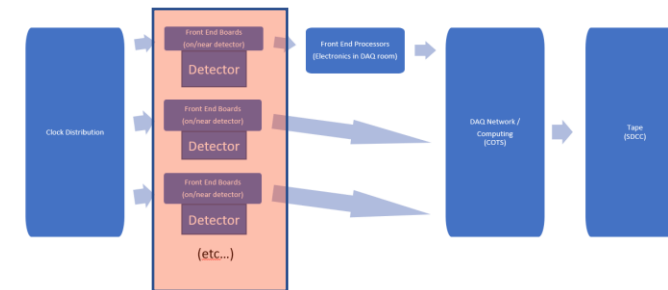 Clock Distribution
Front End Boards
(on/near detector)
Detector
Front End Boards
(on/near detector)
Detector
Front End Boards
(on/near detector)
Detector
(etc...)
Front End Processors
(Electronics in DAQ room)
DAQ Network /
Computing
(COTS)
Tape
(SDCC)